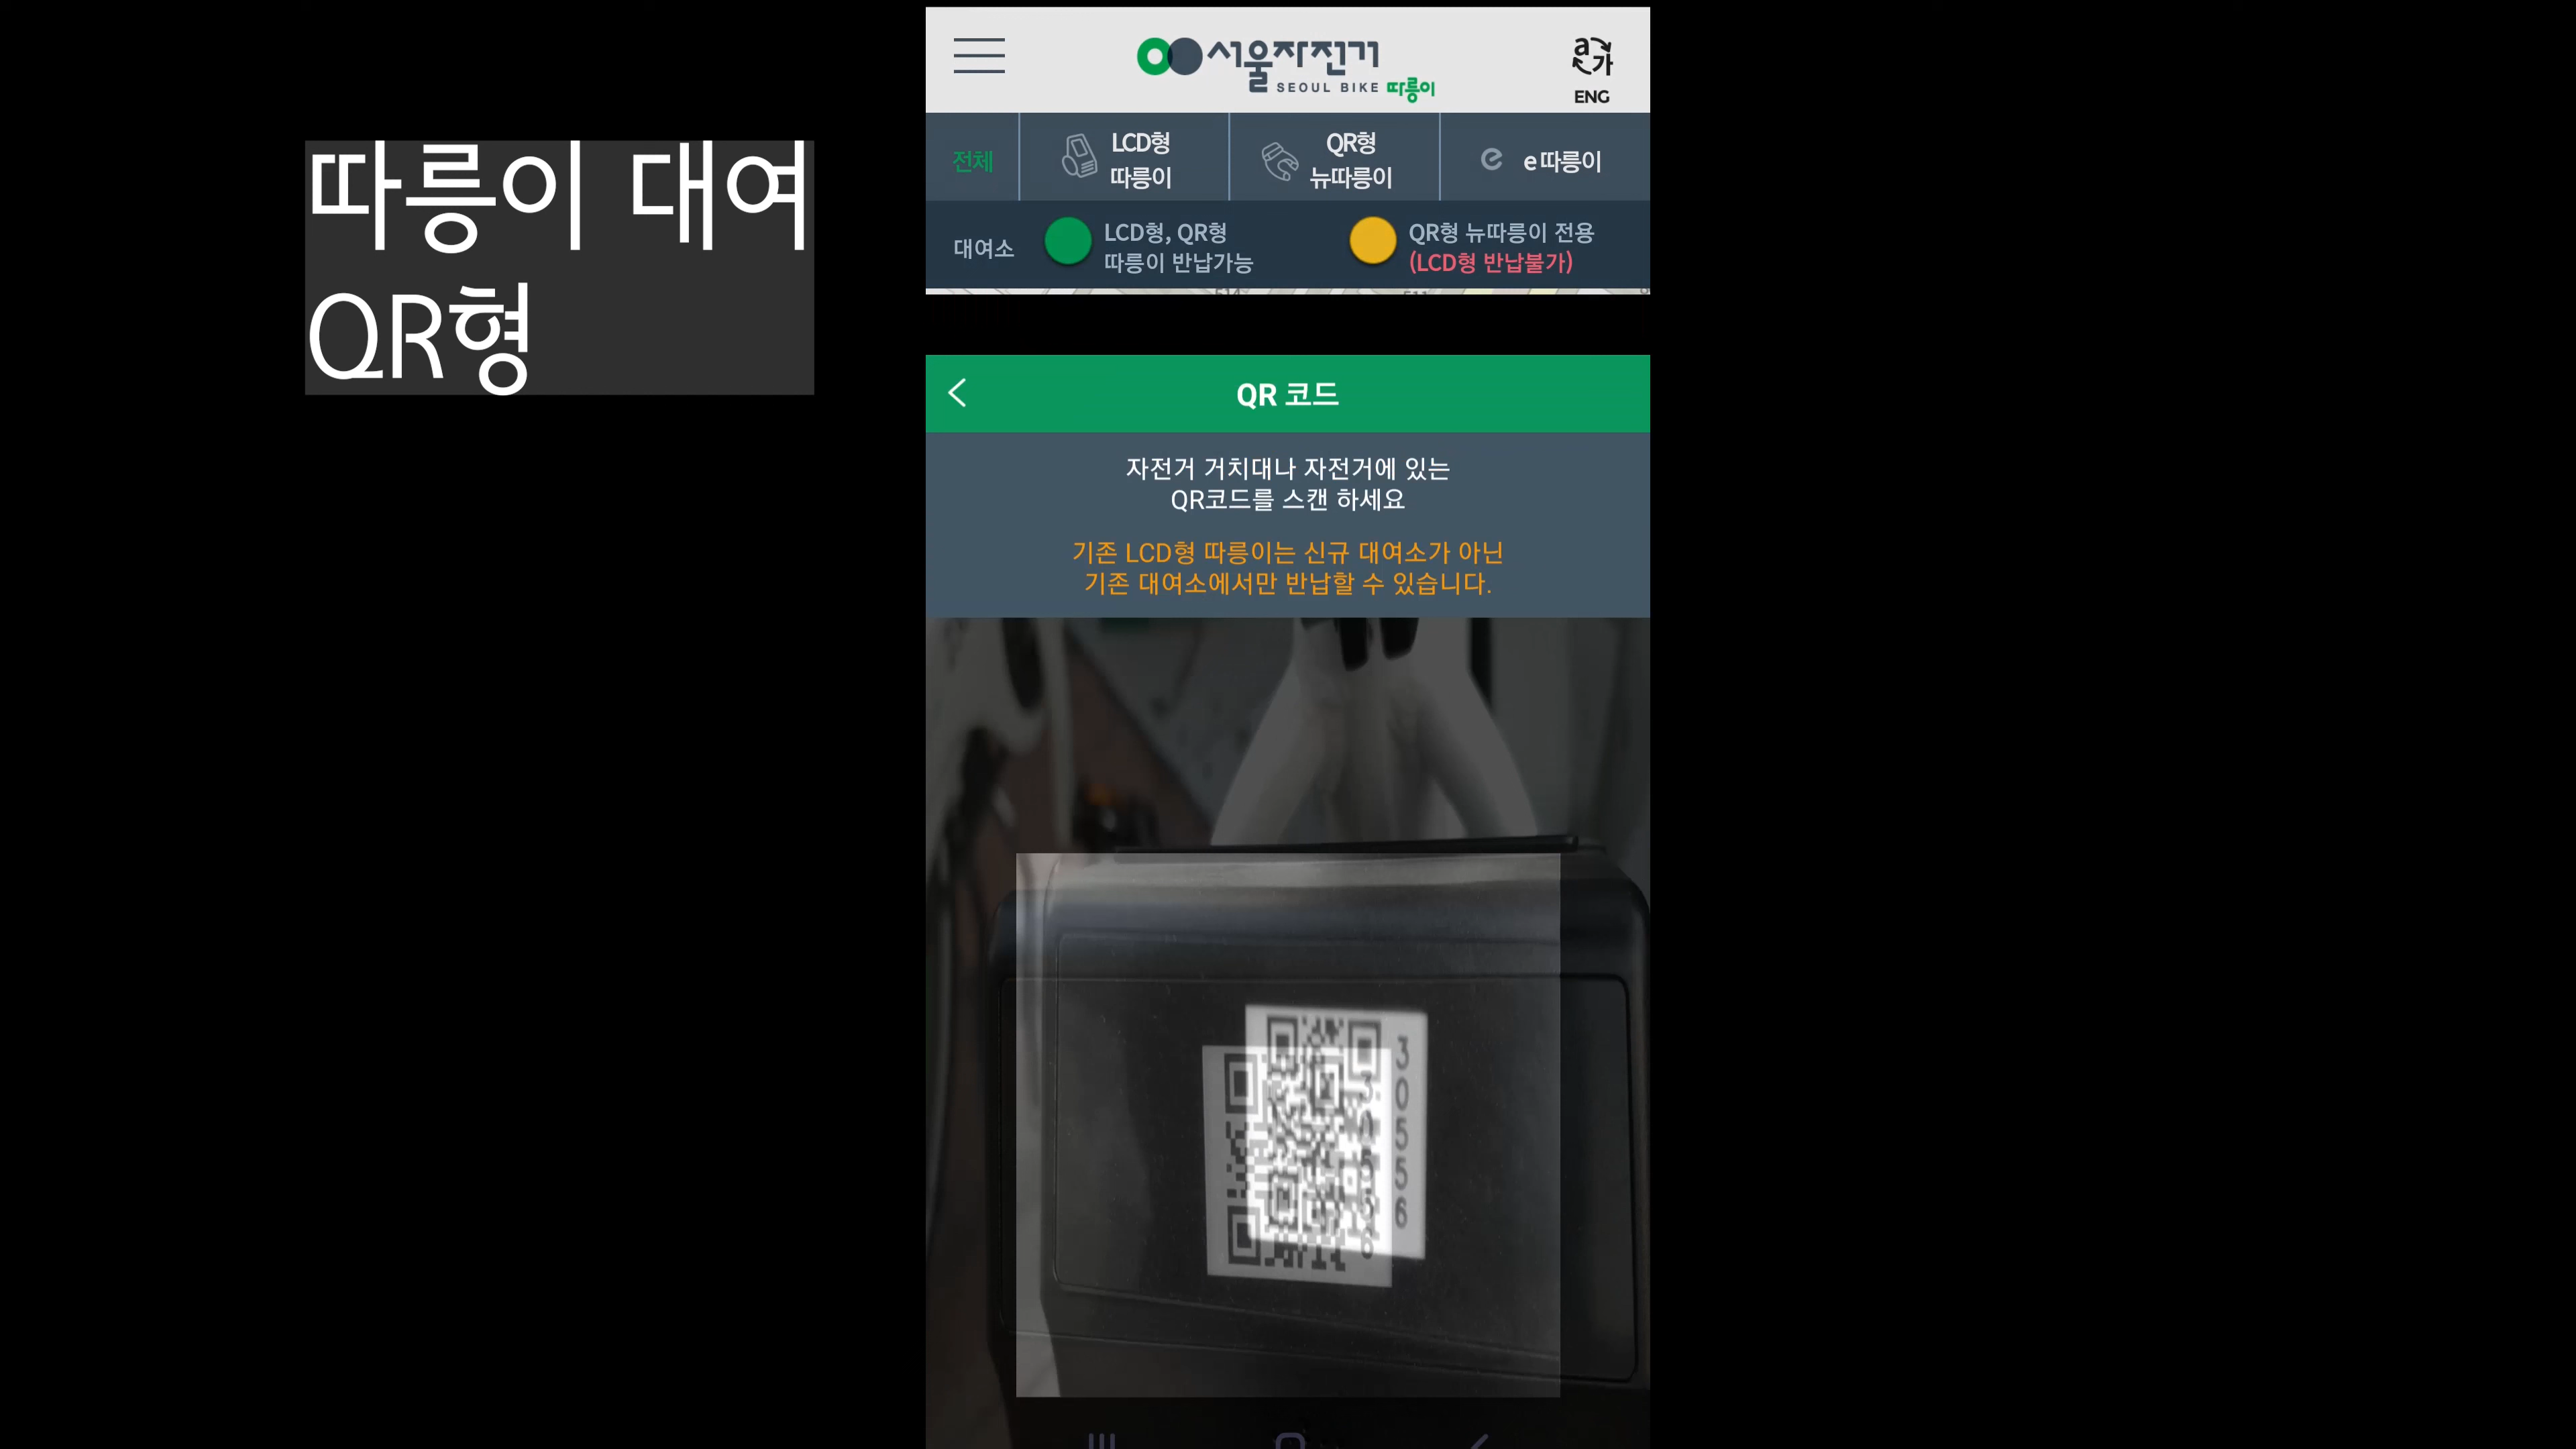 따릉이 대여
QR형
서울자전거
SEOUL BIKE 따릉이
a가
ENG
전체
LCD형
따릉이
QR형
뉴따릉이
e 따릉이
대여소
LCD형, QR형
따릉이 반납가능
QR형 뉴따릉이 전용
(LCD형 반납불가)
QR 코드
자전거 거치대나 자전거에 있는
QR코드를 스캔 하세요
기존 LCD형 따릉이는 신규 대여소가 아닌
기존 대여소에서만 반납할 수 있습니다.
30556